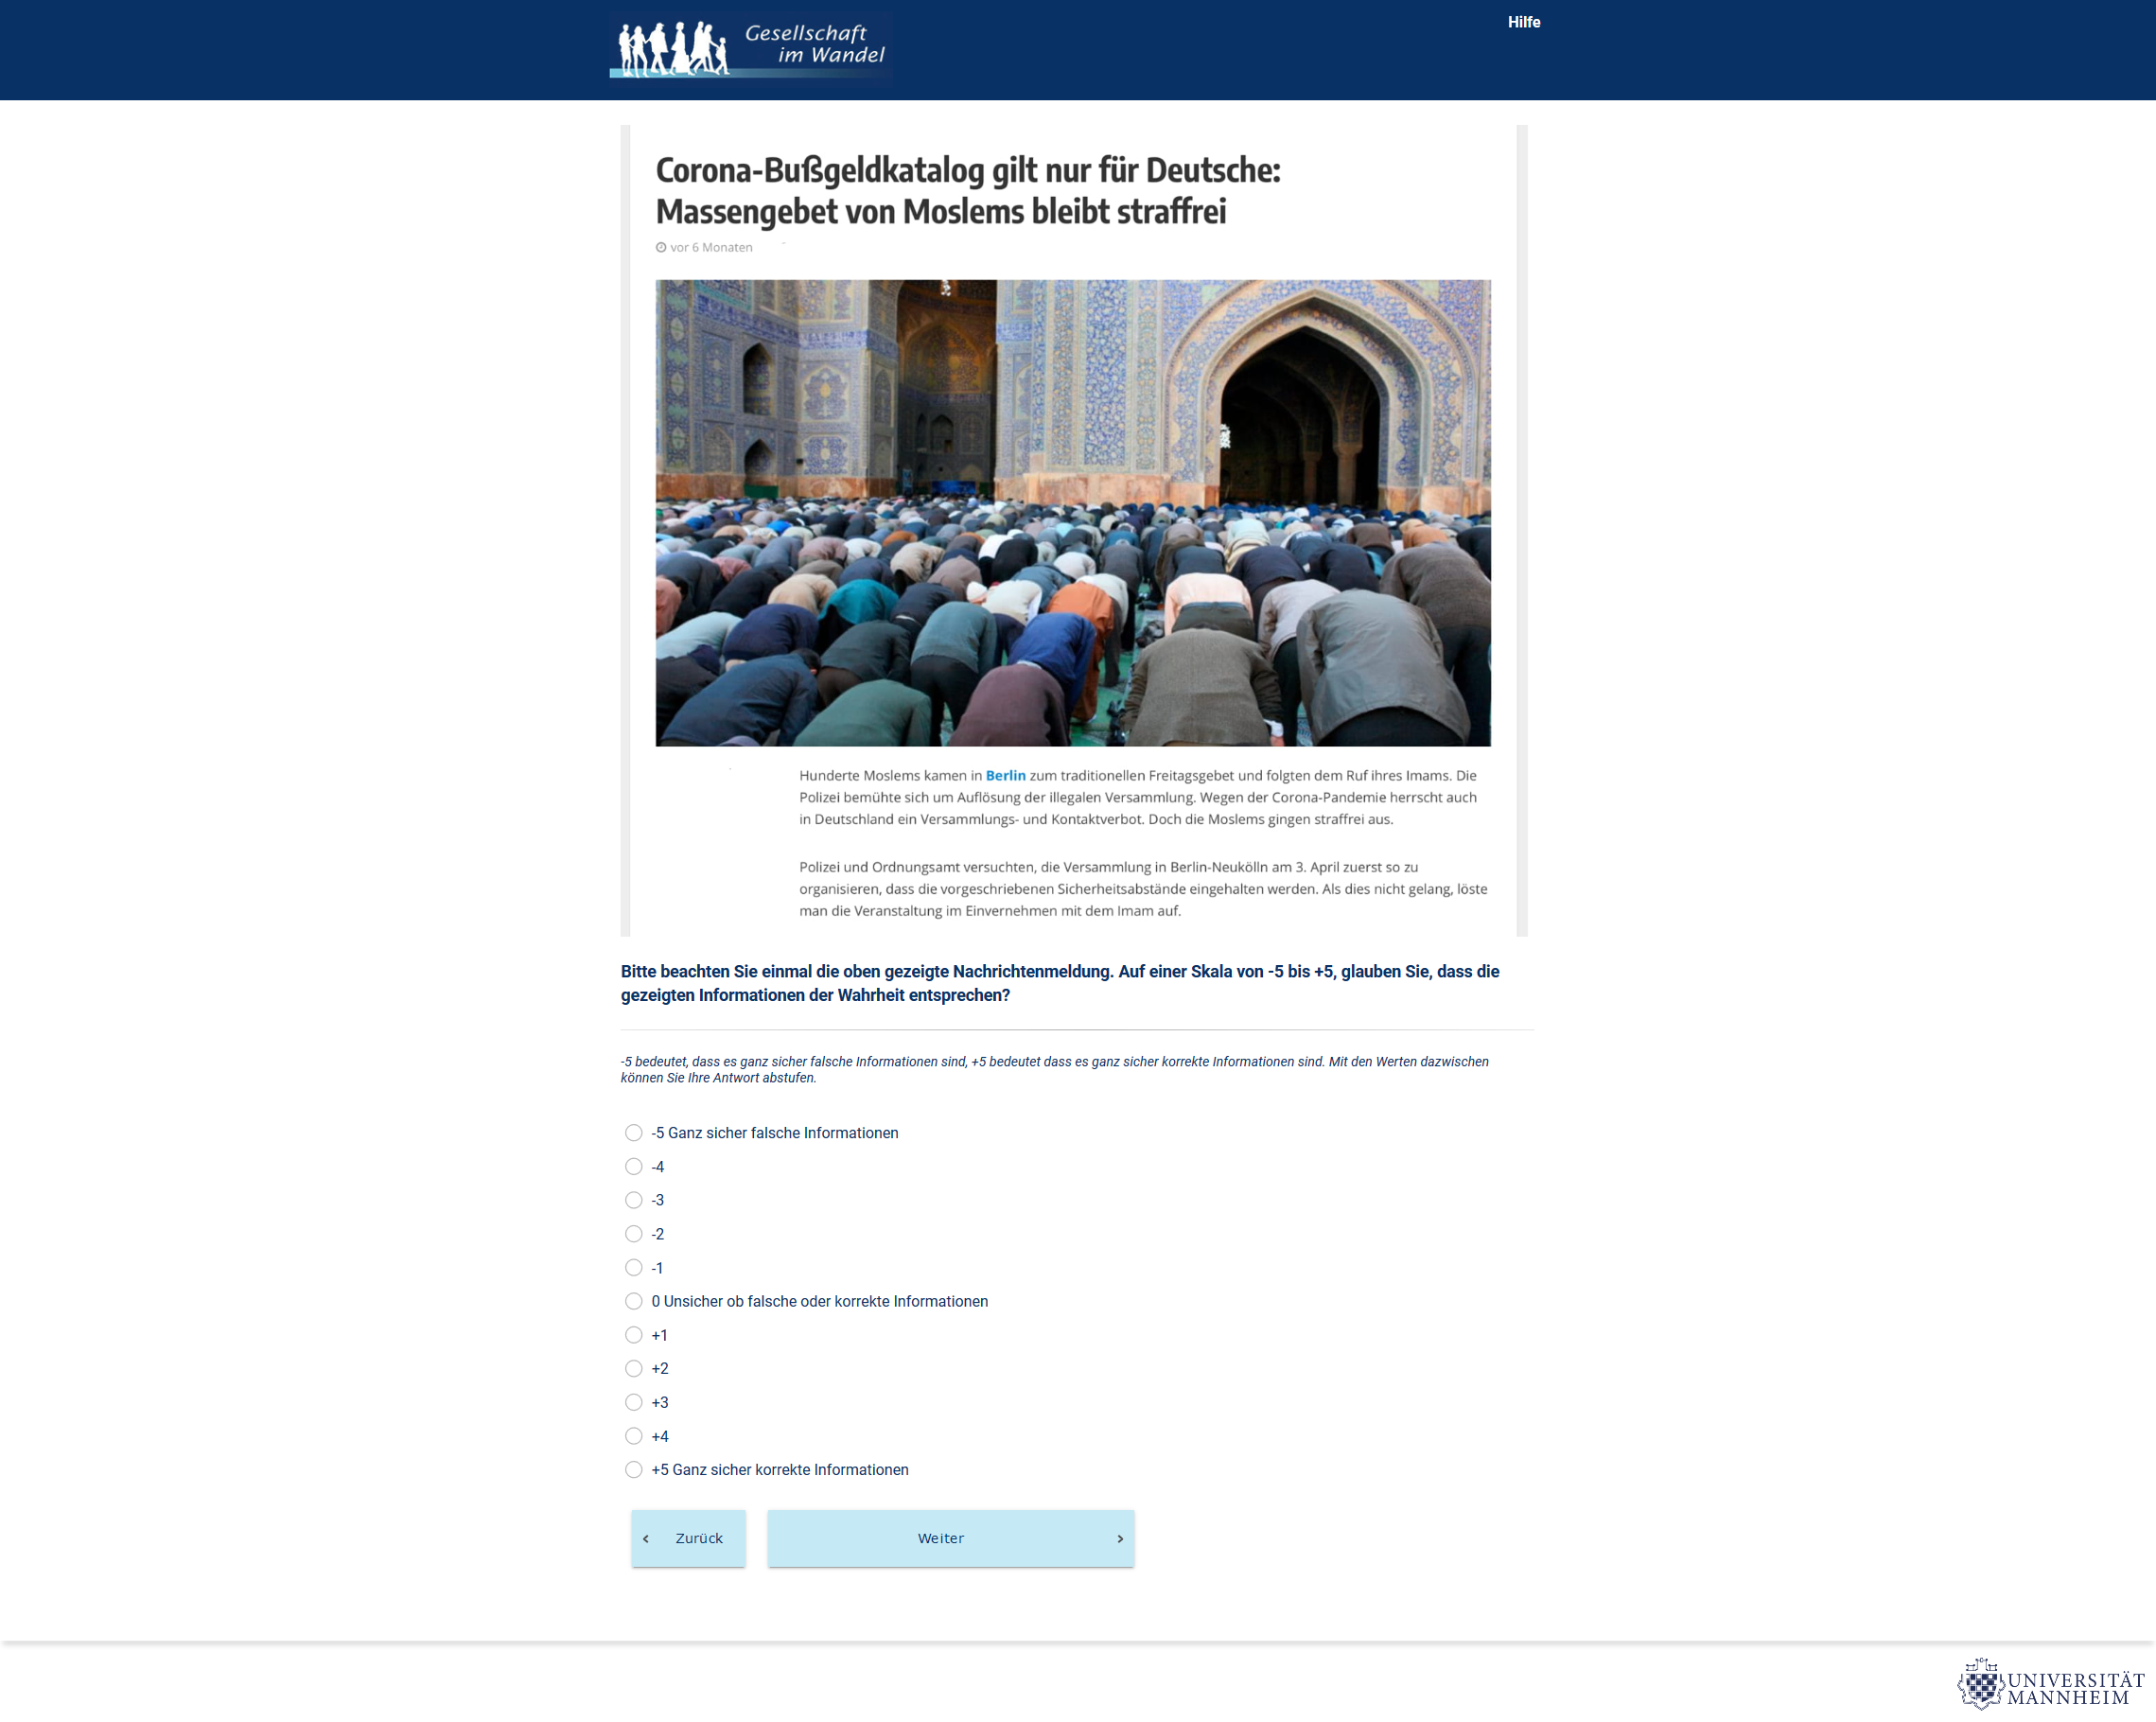 Gesellschaft
im Wandel
Hilfe
Corona-Bußgeldkatalog gilt nur für Deutsche:
Massengebet von Moslems bleibt straffrei
vor 6 Monaten
Hunderte Moslems kamen in Berlin zum traditionellen Freitagsgebet und folgten dem Ruf ihres Imams. Die
Polizei bemühte sich um Auflösung der illegalen Versammlung. Wegen der Corona-Pandemie herrscht auch
in Deutschland ein Versammlungs- und Kontaktverbot. Doch die Moslems gingen straffrei aus.
Polizei und Ordnungsamt versuchten, die Versammlung in Berlin-Neukölln am 3. April zuerst so zu
organisieren, dass die vorgeschriebenen Sicherheitsabstände eingehalten werden. Als dies nicht gelang, löste
man die Veranstaltung im Einvernehmen mit dem Imam auf.
Bitte beachten Sie einmal die oben gezeigte Nachrichtenmeldung. Auf einer Skala von -5 bis +5, glauben Sie, dass die
gezeigten Informationen der Wahrheit entsprechen?
-5 bedeutet, dass es ganz sicher falsche Informationen sind, +5 bedeutet dass es ganz sicher korrekte Informationen sind. Mit den Werten dazwischen
können Sie Ihre Antwort abstufen.
-5 Ganz sicher falsche Informationen
-4
-3
-2
-1
0 Unsicher ob falsche oder korrekte Informationen
+1
+2
+3
+4
+5 Ganz sicher korrekte Informationen
Zurück
Weiter
UNIVERSITÄT
MANNHEIM